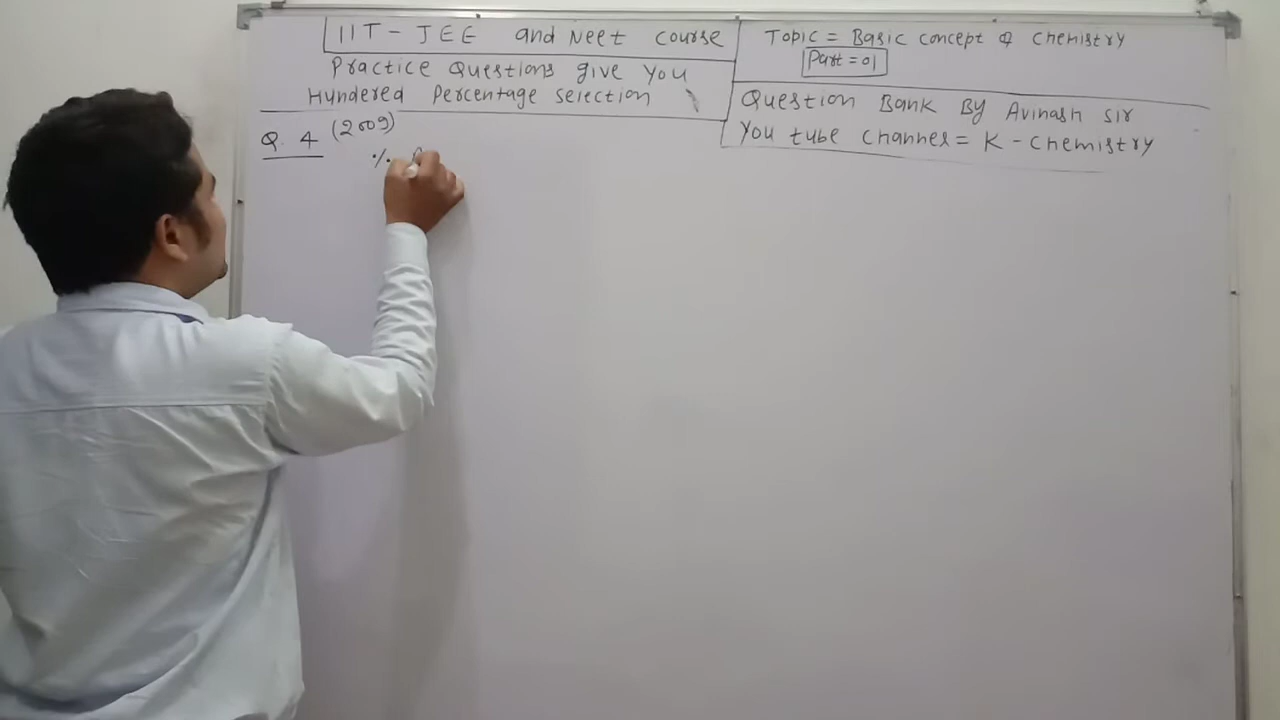 IIT - JEE and Neet course
Practice Questions give You
Hundered Percentage selection
Topic = Basic concept of chemistry
Part = 01
Question Bank By Avinash sir
You tube channel = K - chemistry
Q. 4 (2009)
%